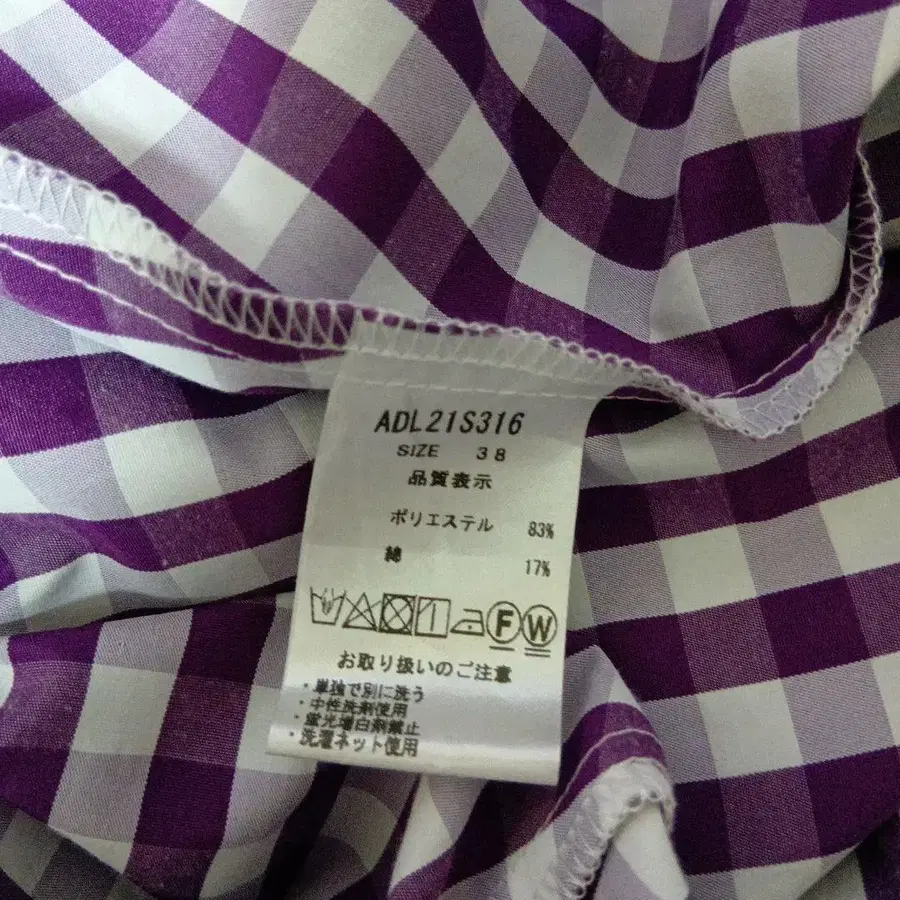 ADL21S316
SIZE 38
品質表示
ポリエステル 83%
綿 17%
F W
お取り扱いのご注意
・単独で別に洗う
・中性洗剤使用
・蛍光増白剤禁止
・洗濯ネット使用